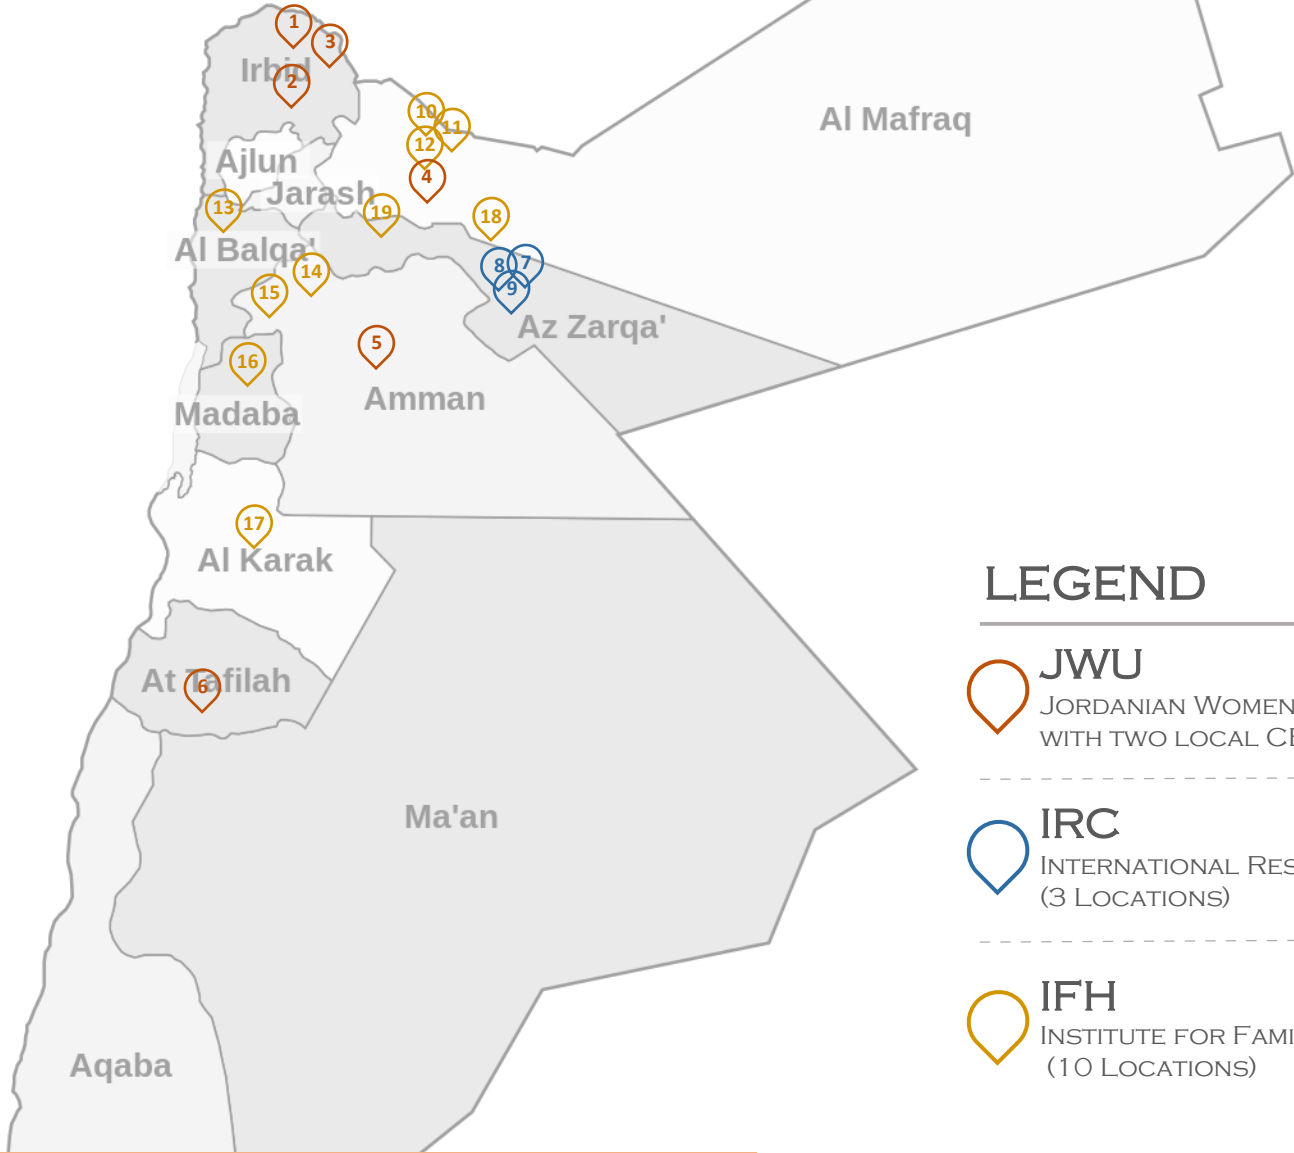 1
3
Irbid
2
10
11
Al Mafraq
12
Ajlun
4
Jarash
13
19
18
Al Balqa'
14
8
7
15
9
Az Zarqa'
5
16
Amman
Madaba
17
Al Karak
At Tafilah
6
Ma'an
Aqaba
LEGEND
JWU
JORDANIAN WOMEN
WITH TWO LOCAL
IRC
INTERNATIONAL
(3 LOCATIONS)
IFH
INSTITUTE FOR
(10 LOCATIONS)